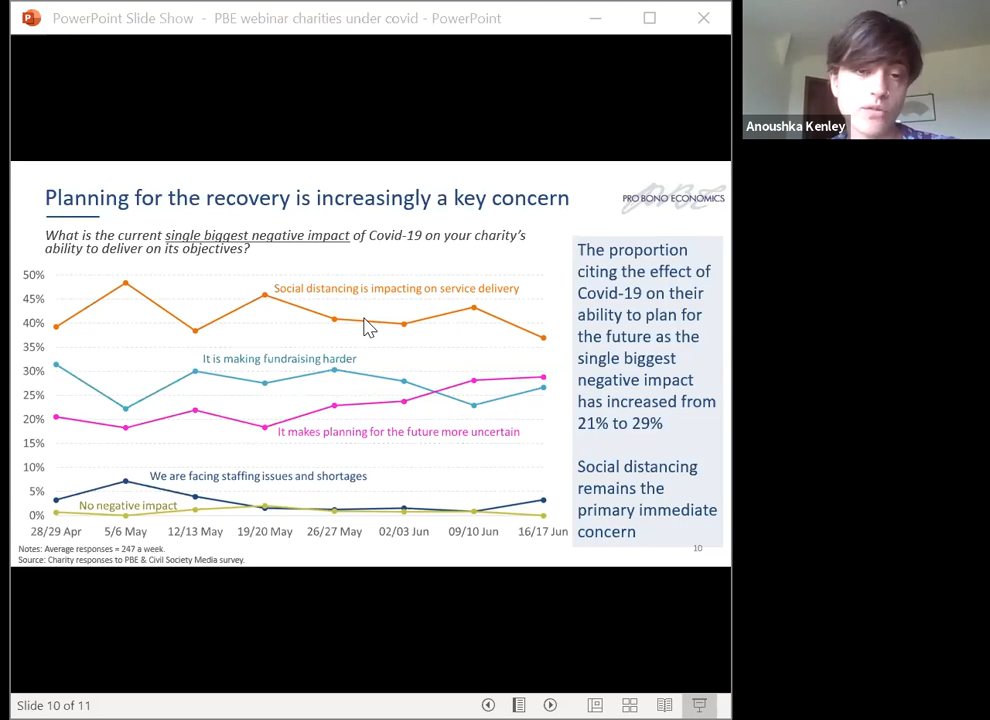 PowerPoint Slide Show - PBE webinar charities under covid - PowerPoint
Anoushka Kenley
Planning for the recovery is increasingly a key concern
PRO BONO ECONOMICS
What is the current single biggest negative impact of Covid-19 on your charity's
ability to deliver on its objectives?
50%
45%
40%
35%
30%
25%
20%
15%
10%
5%
0%
Social distancing is impacting on service delivery
It is making fundraising harder
It makes planning for the future more uncertain
We are facing staffing issues and shortages
No negative impact
28/29 Apr 5/6 May 12/13 May 19/20 May 26/27 May 02/03 Jun 09/10 Jun 16/17 Jun
The proportion
citing the effect of
Covid-19 on their
ability to plan for
the future as the
single biggest
negative impact
has increased from
21% to 29%
Social distancing
remains the
primary immediate
concern
Notes: Average responses = 247 a week.
Source: Charity responses to PBE & Civil Society Media survey.
10
Slide 10 of 11